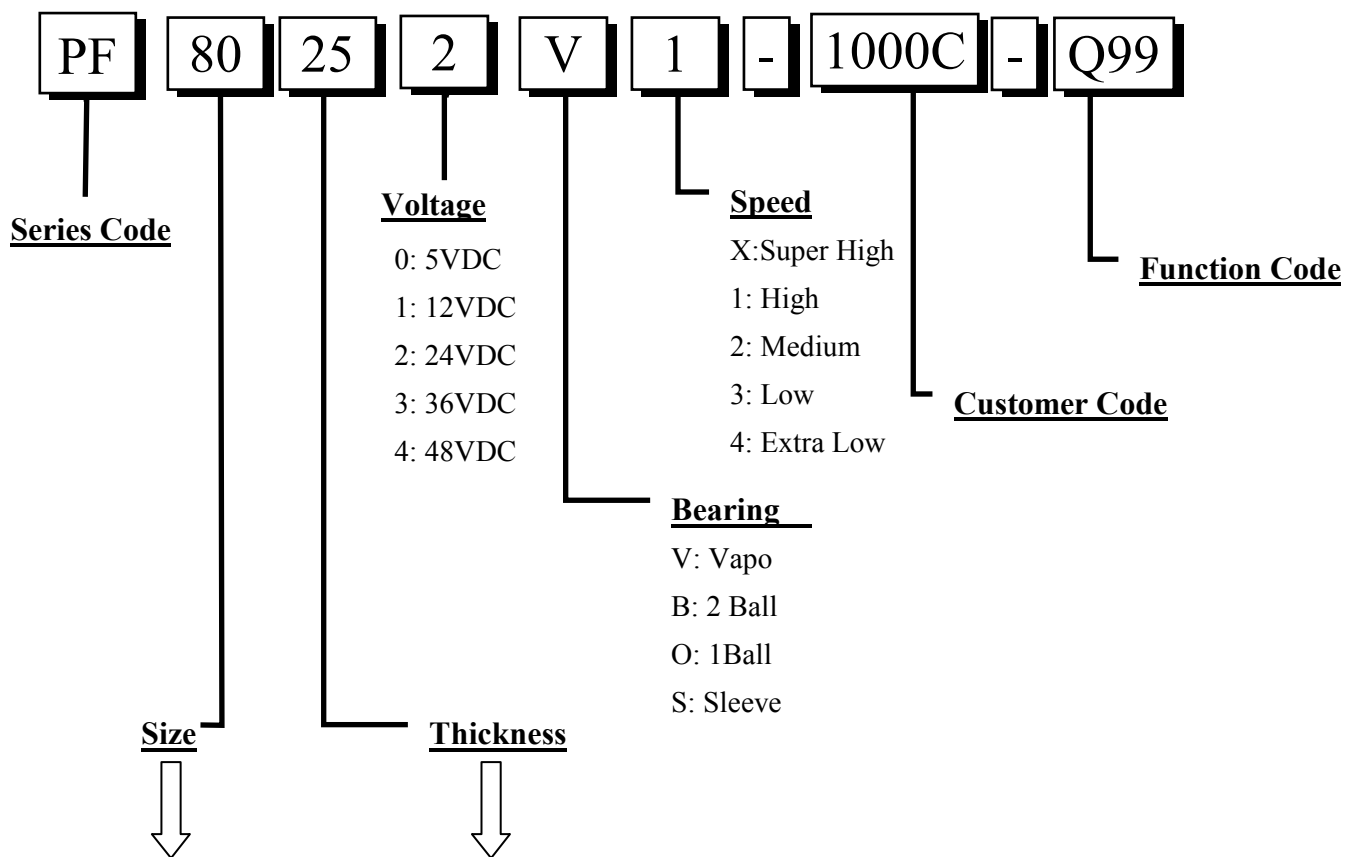 PF 80 25 2 V 1 - 1000C - Q99
Series Code
Voltage
0: 5VDC
1: 12VDC
2: 24VDC
3: 36VDC
4: 48VDC
Speed
X:Super High
1: High
2: Medium
3: Low
4: Extra Low
Function Code
Customer Code
Bearing
V: Vapo
B: 2 Ball
O: 1Ball
S: Sleeve
Size
Thickness